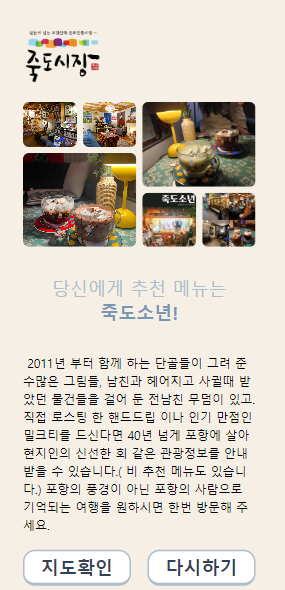 죽도시장
죽도소년
당신에게 추천 메뉴는
죽도소년!
2011년 부터 함께 하는 단골들이 그려 준
수많은 그림들, 남친과 헤어지고 사귈때 받
았던 물건들을 걸어 둔 전남친 무덤이 있고.
직접 로스팅 한 핸드드립 이나 인기 만점인
밀크티를 드신다면 40년 넘게 포항에 살아
현지인의 신선한 회 같은 관광정보를 안내
받을 수 있습니다.( 비 추천 메뉴도 있습니
다.) 포항의 풍경이 아닌 포항의 사람으로
기억되는 여행을 원하시면 한번 방문해 주
세요.
지도확인 다시하기